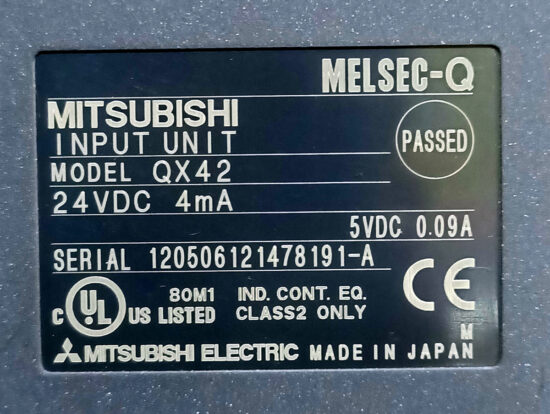 MELSEC-Q
MITSUBISHI
INPUT UNIT
PASSED
MODEL QX42
24VDC 4mA
5VDC 0.09A
SERIAL 120506121478191-A
CE
C UL US LISTED
80M1 IND. CONT. EQ.
CLASS2 ONLY
M
MITSUBISHI ELECTRIC MADE IN JAPAN